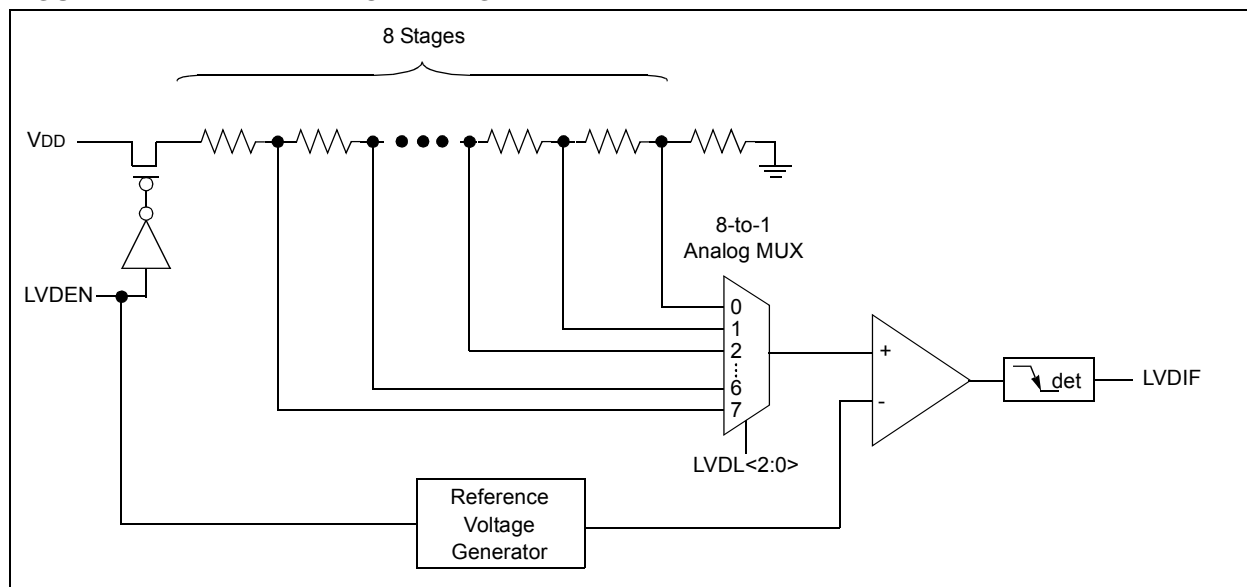 8 Stages
VDD
8-to-1
Analog MUX
LVDEN
0
1
2
6
7
+
-
det
LVDIF
LVDL<2:0>
Reference
Voltage
Generator